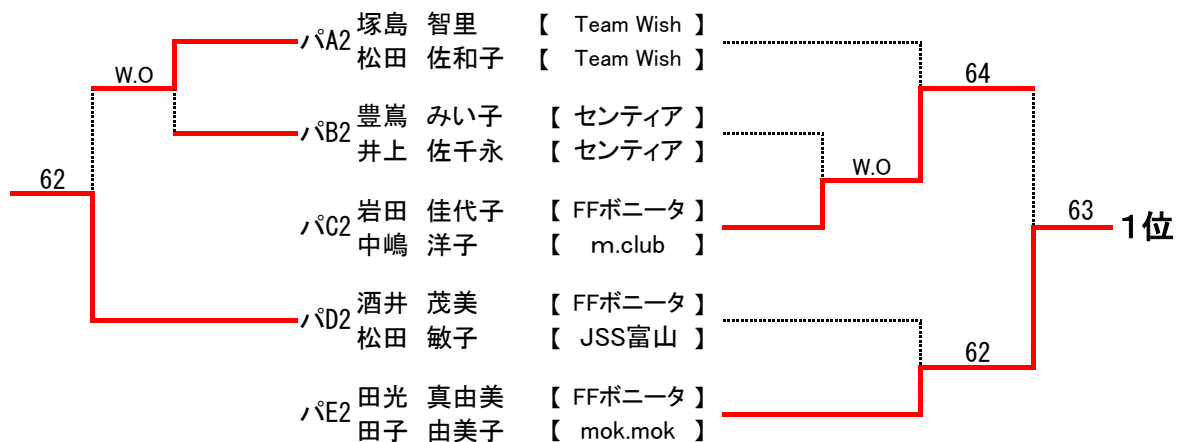 パA2 塚島 智里 【 Team Wish 】
松田 佐和子 【 Team Wish 】
W.O
64
パB2 豊嶌 みい子 【 センティア 】
井上 佐千永 【 センティア 】
W.O
62
パC2 岩田 佳代子 【 FFボニータ 】
中嶋 洋子 【 m.club 】
63
1位
パD2 酒井 茂美 【 FFボニータ 】
松田 敏子 【 JSS富山 】
62
パE2 田光 真由美 【 FFボニータ 】
田子 由美子 【 mok.mok 】